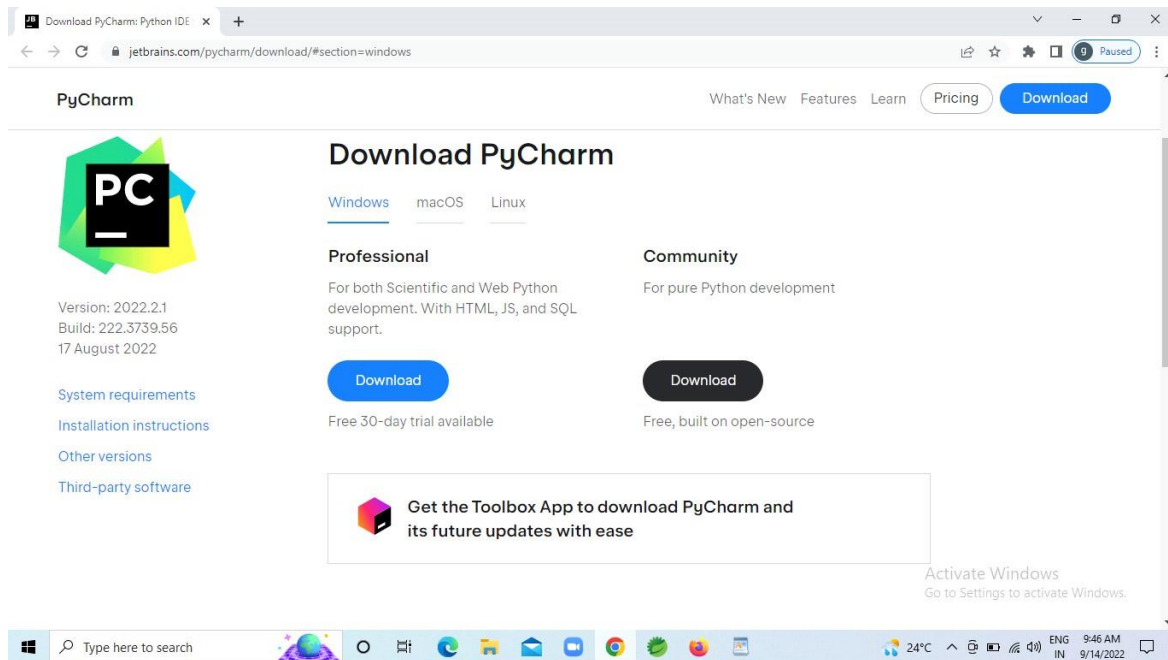 JB
Download PyCharm: Python IDE
jetbrains.com/pycharm/download/#section=windows
g Paused
PyCharm
What's New Features Learn Pricing Download
PC
Download PyCharm
Windows macOS Linux
Professional
For both Scientific and Web Python
development. With HTML, JS, and SQL
support.
Download
Free 30-day trial available
Community
For pure Python development
Download
Free, built on open-source
Version: 2022.2.1
Build: 222.3739.56
17 August 2022
System requirements
Installation instructions
Other versions
Third-party software
Get the Toolbox App to download PyCharm and
its future updates with ease
Activate Windows
Go to Settings to activate Windows.
Type here to search
24°C
ENG
IN
9:46 AM
9/14/2022